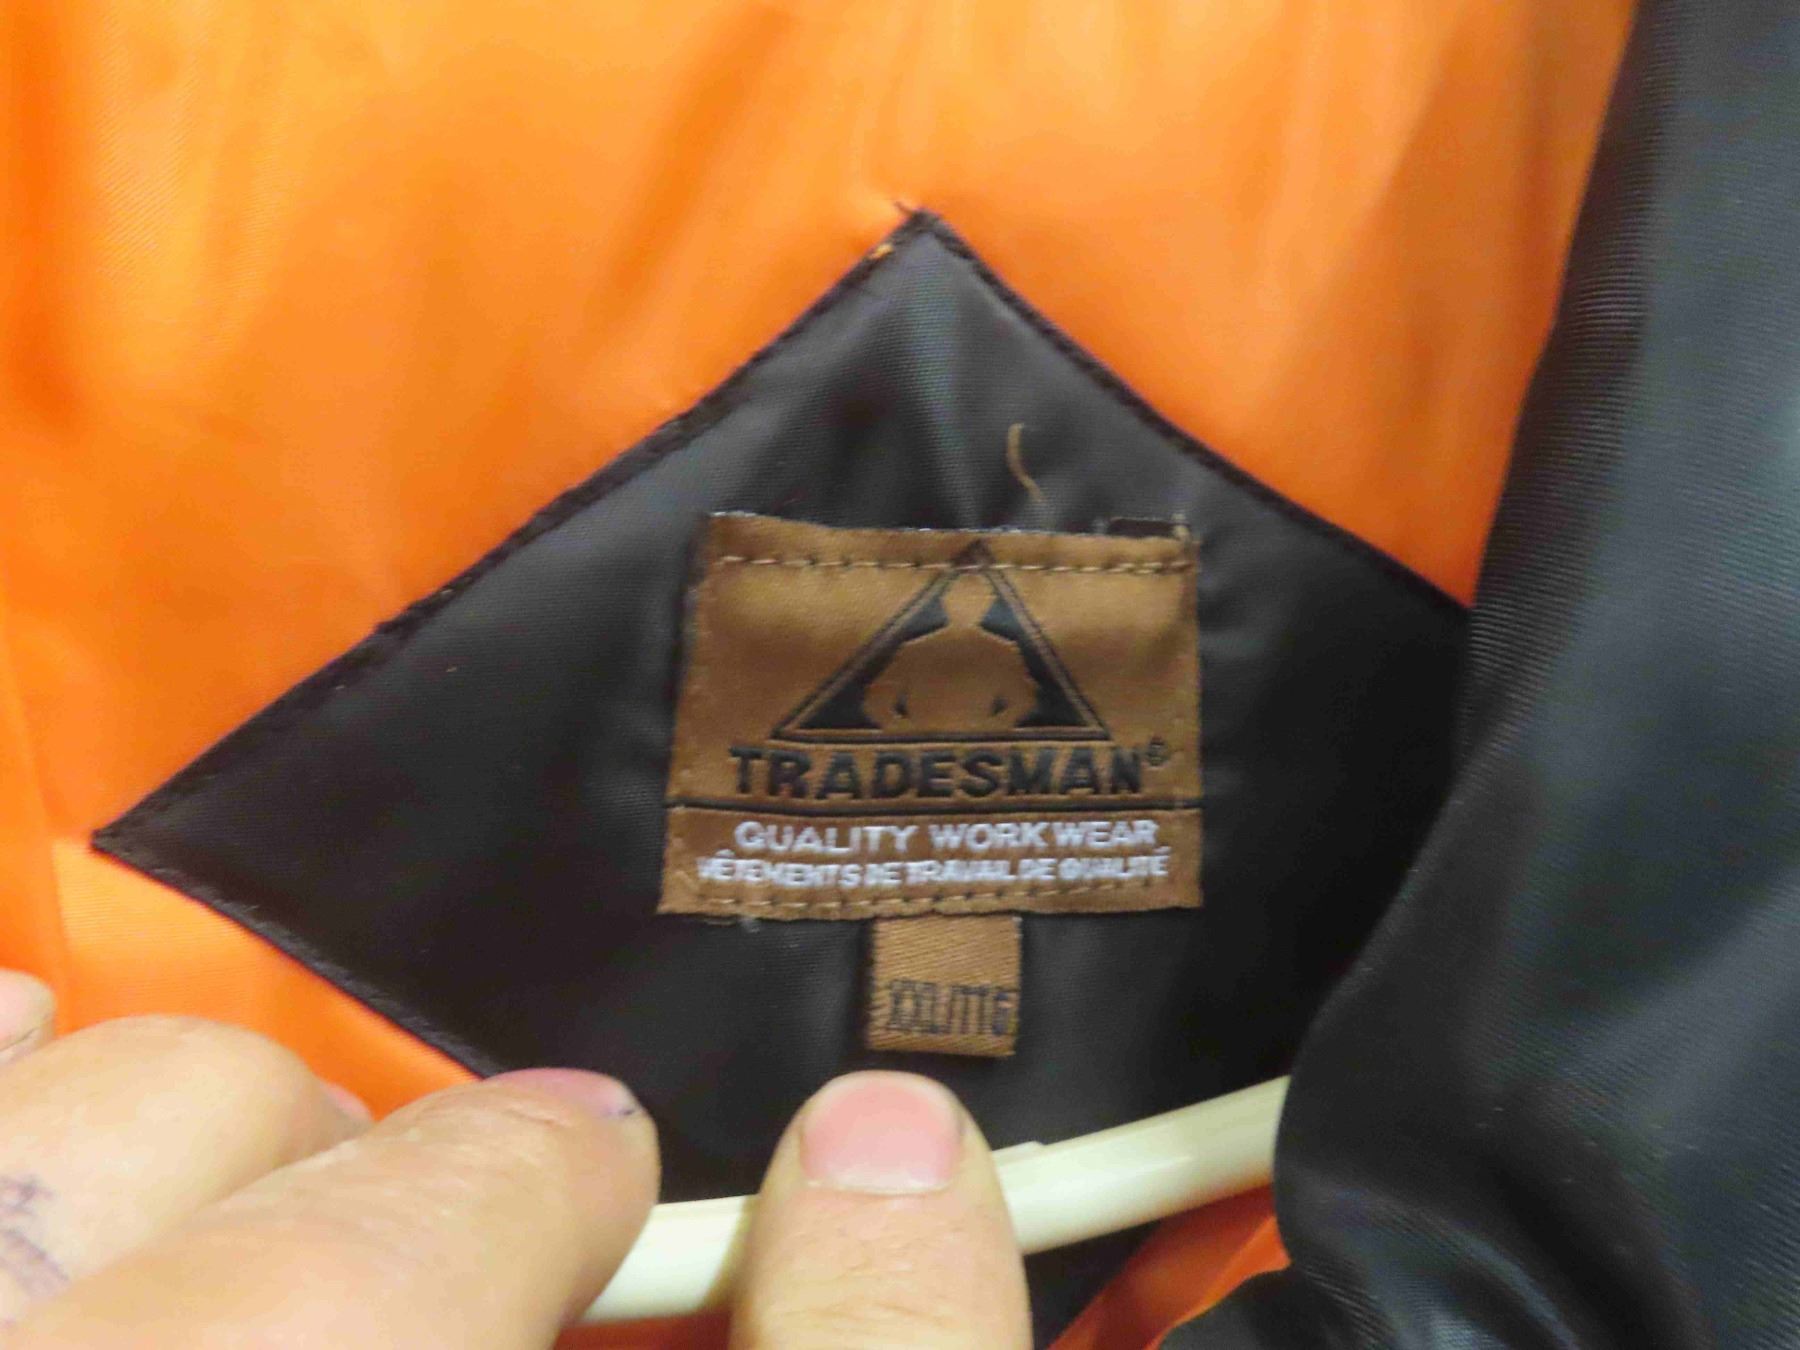 TRADESMAN®
QUALITY WORKWEAR
VÊTEMENTS DE TRAVAIL DE QUALITÉ
XXL/TTG